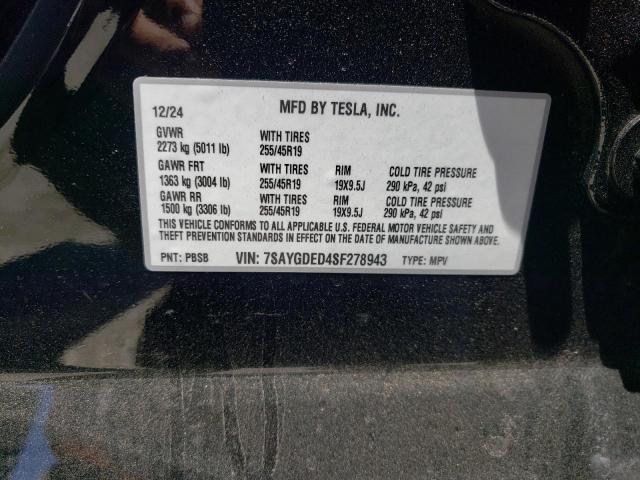 12/24 MFD BY TESLA, INC.
GVWR WITH TIRES
2273 kg (5011 lb) 255/45R19
GAWR FRT WITH TIRES RIM COLD TIRE PRESSURE
1363 kg (3004 lb) 255/45R19 19X9.5J 290 kPa, 42 psi
GAWR RR WITH TIRES RIM COLD TIRE PRESSURE
1500 kg (3306 lb) 255/45R19 19X9.5J 290 kPa, 42 psi
THIS VEHICLE CONFORMS TO ALL APPLICABLE U.S. FEDERAL MOTOR VEHICLE SAFETY AND
THEFT PREVENTION STANDARDS IN EFFECT ON THE DATE OF MANUFACTURE SHOWN ABOVE.
PNT: PBSB VIN: 7SAYGDED4SF278943 TYPE: MPV